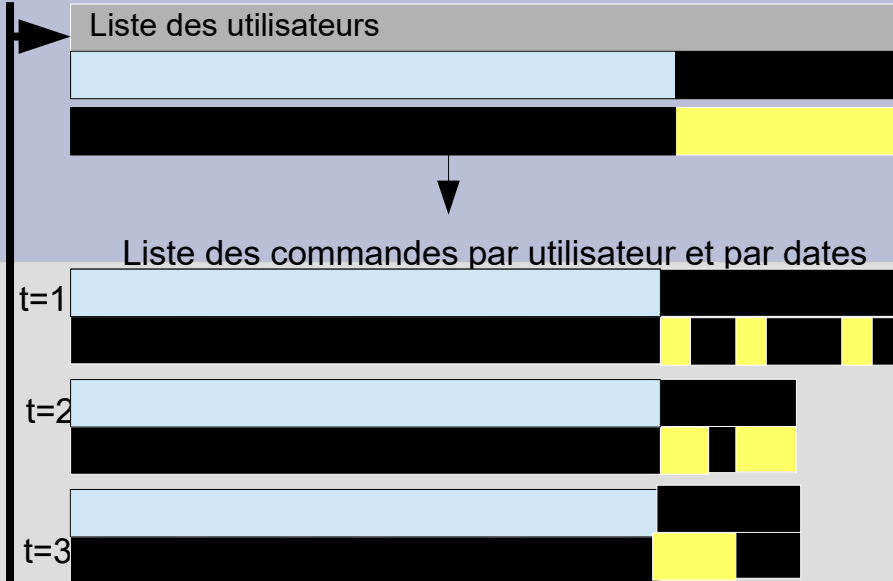 Liste des utilisateurs
Liste des commandes par utilisateur et par dates
t=1
t=2
t=3